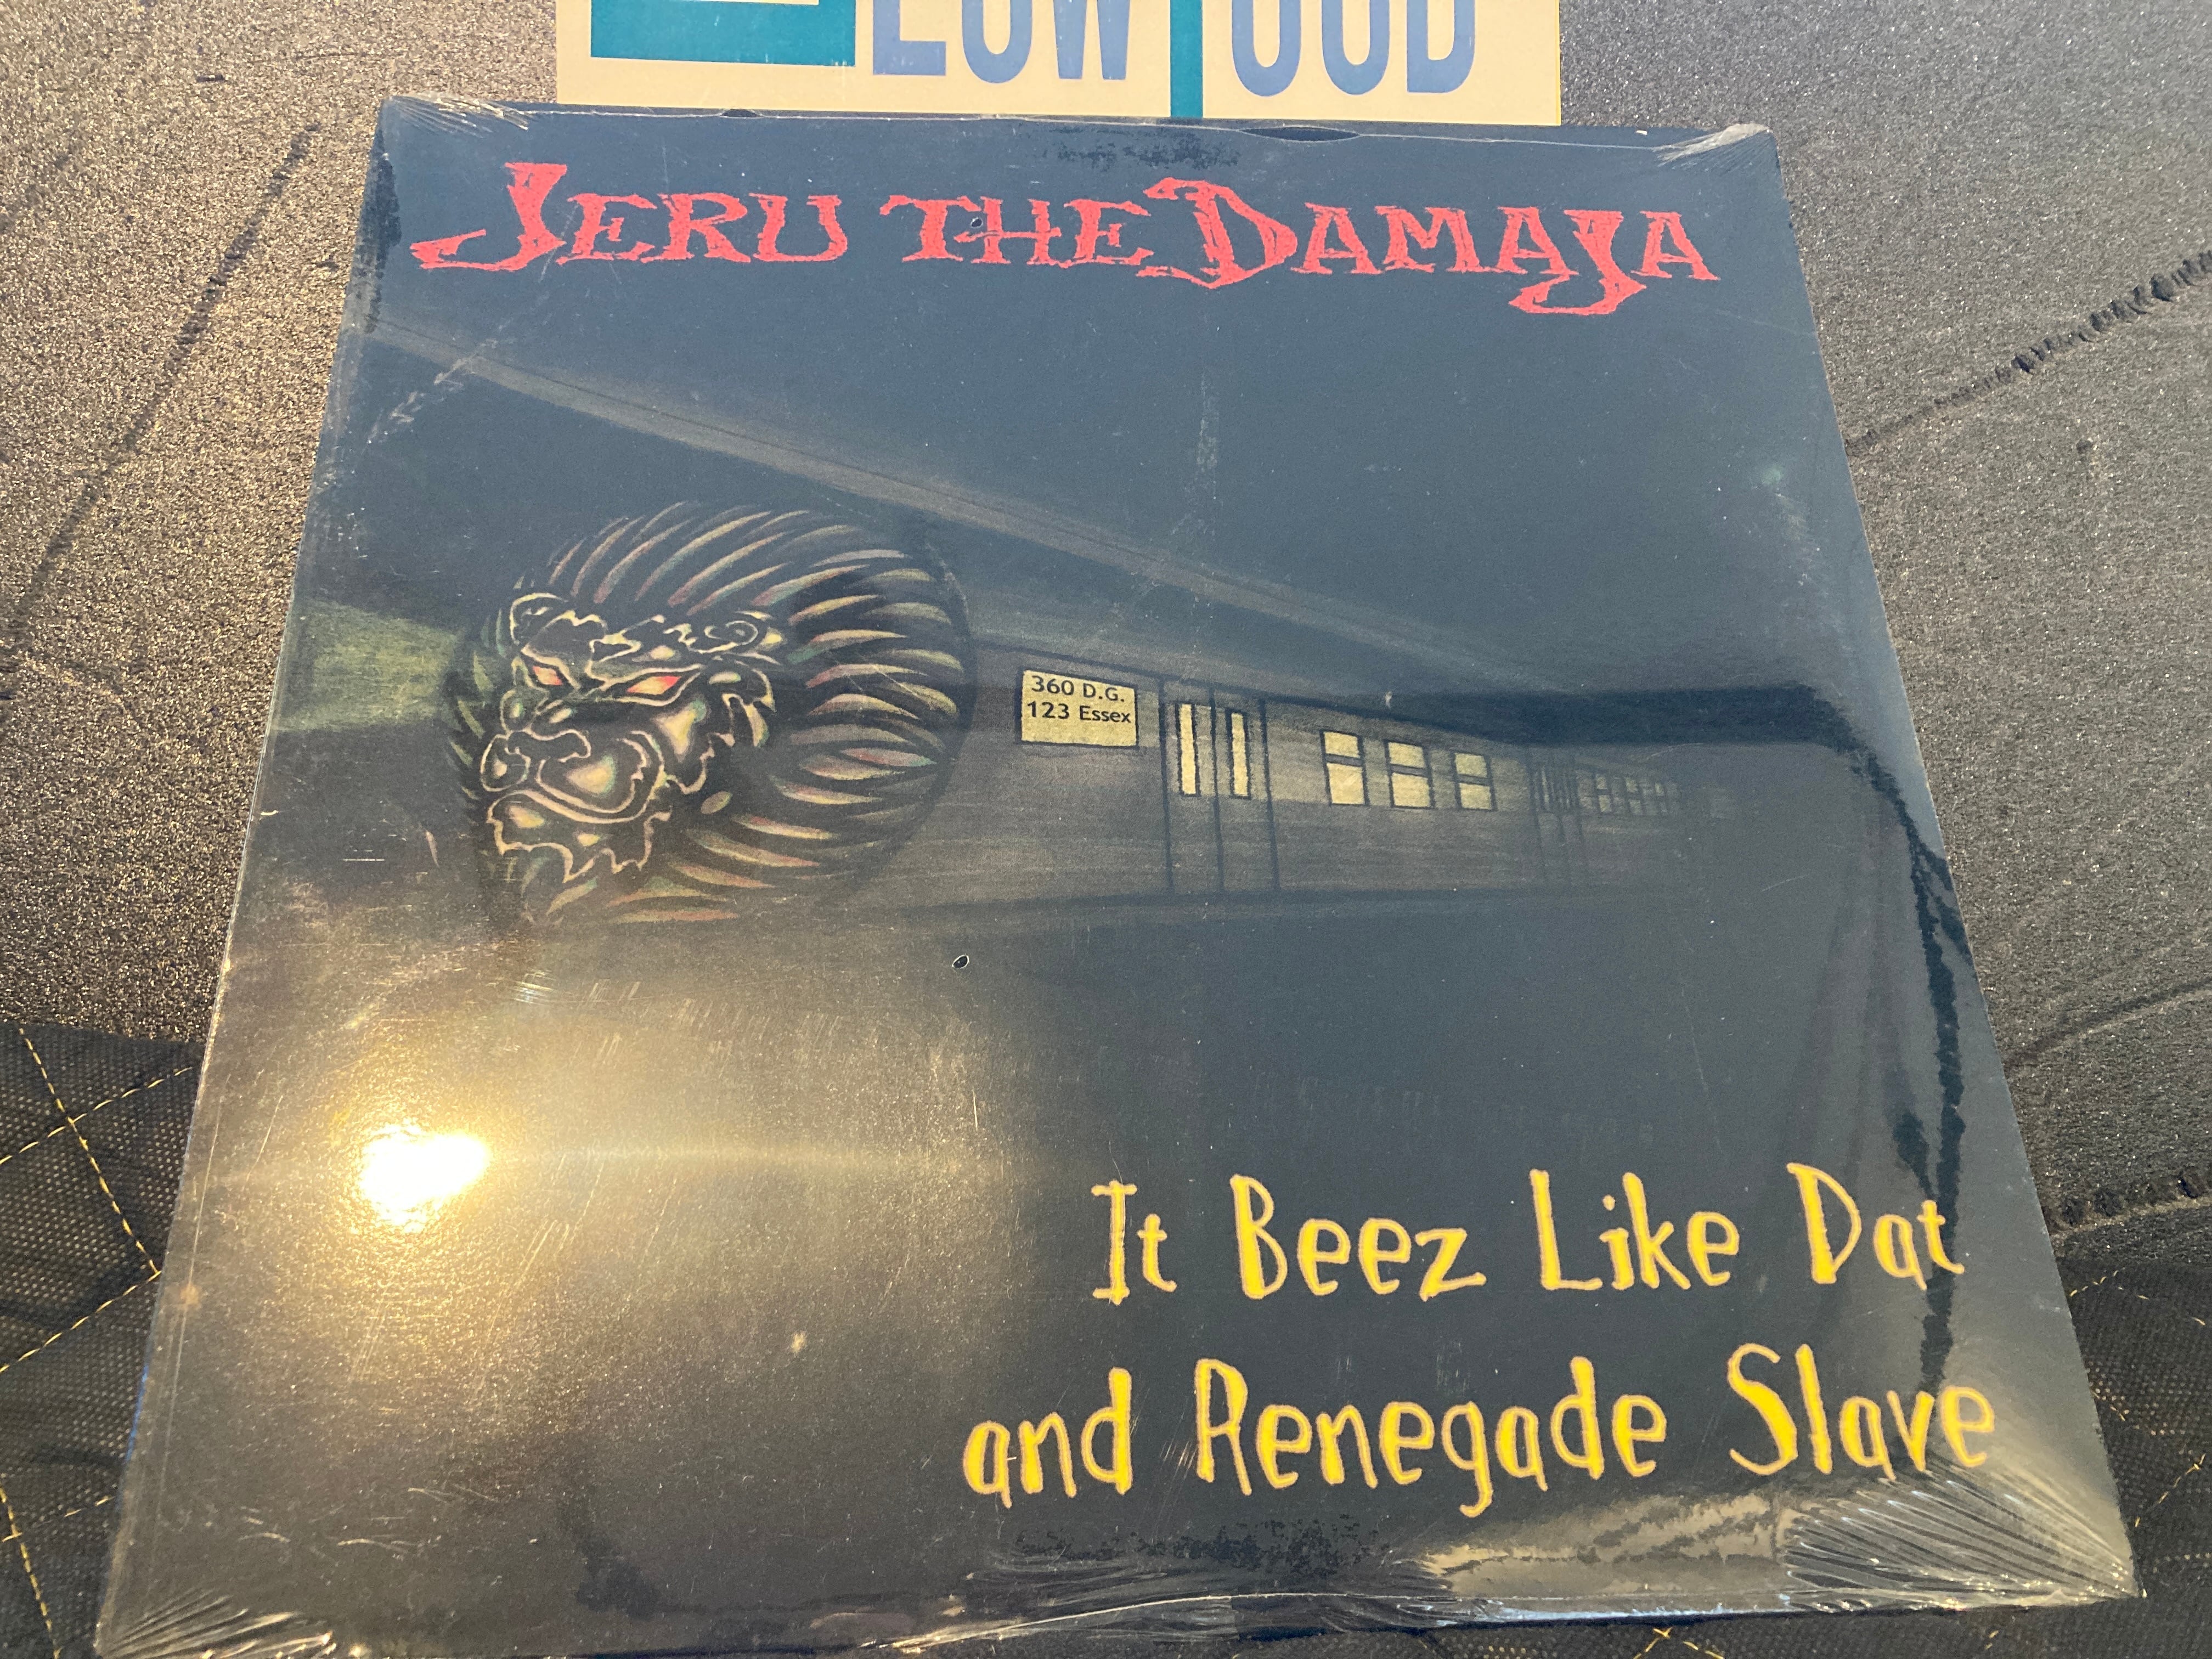 JERU THE DAMAJA
360 D.G.
123 Essex
It Beez Like Dat
and Renegade Slave